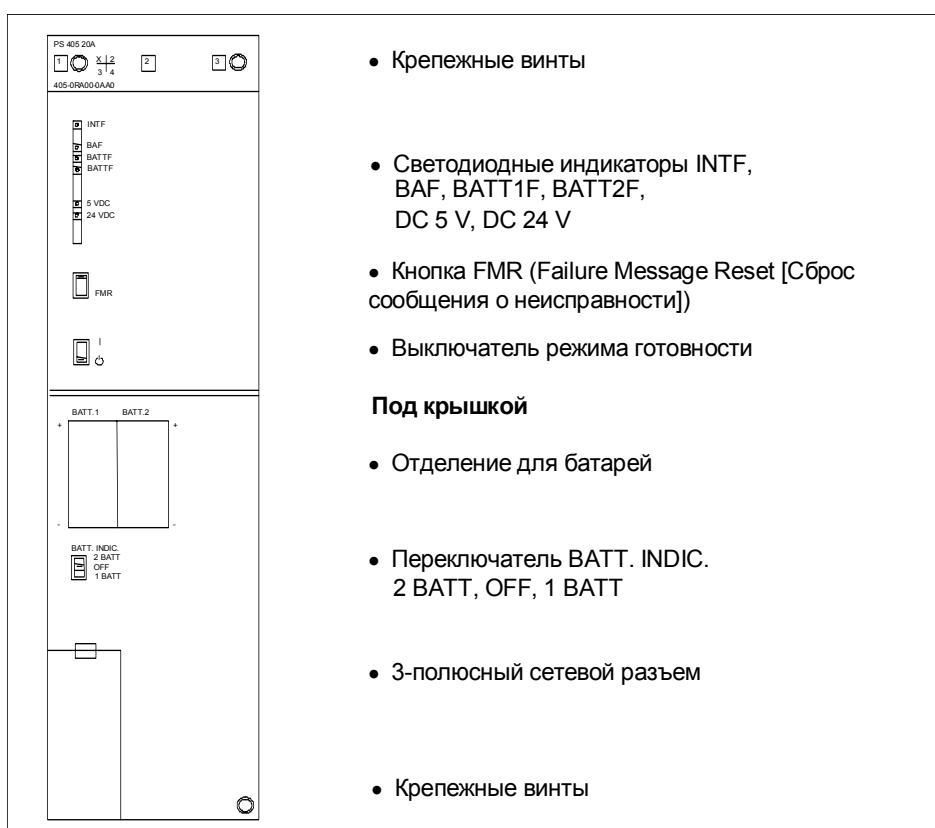 PS 405 20A
1 X 2 3 4 2 3
405-0RA00-0AA0
INTF
BAF
BATTF
BATTF
5 VDC
24 VDC
FMR
I
BATT.1 BATT.2
+ +
- -
BATT. INDIC.
2 BATT
OFF
1 BATT
• Крепежные винты
• Светодиодные индикаторы INTF,
BAF, BATT1F, BATT2F,
DC 5 V, DC 24 V
• Кнопка FMR (Failure Message Reset [Сброс
сообщения о неисправности])
• Выключатель режима готовности
Под крышкой
• Отделение для батарей
• Переключатель BATT. INDIC.
2 BATT, OFF, 1 BATT
• 3-полюсный сетевой разъем
• Крепежные винты